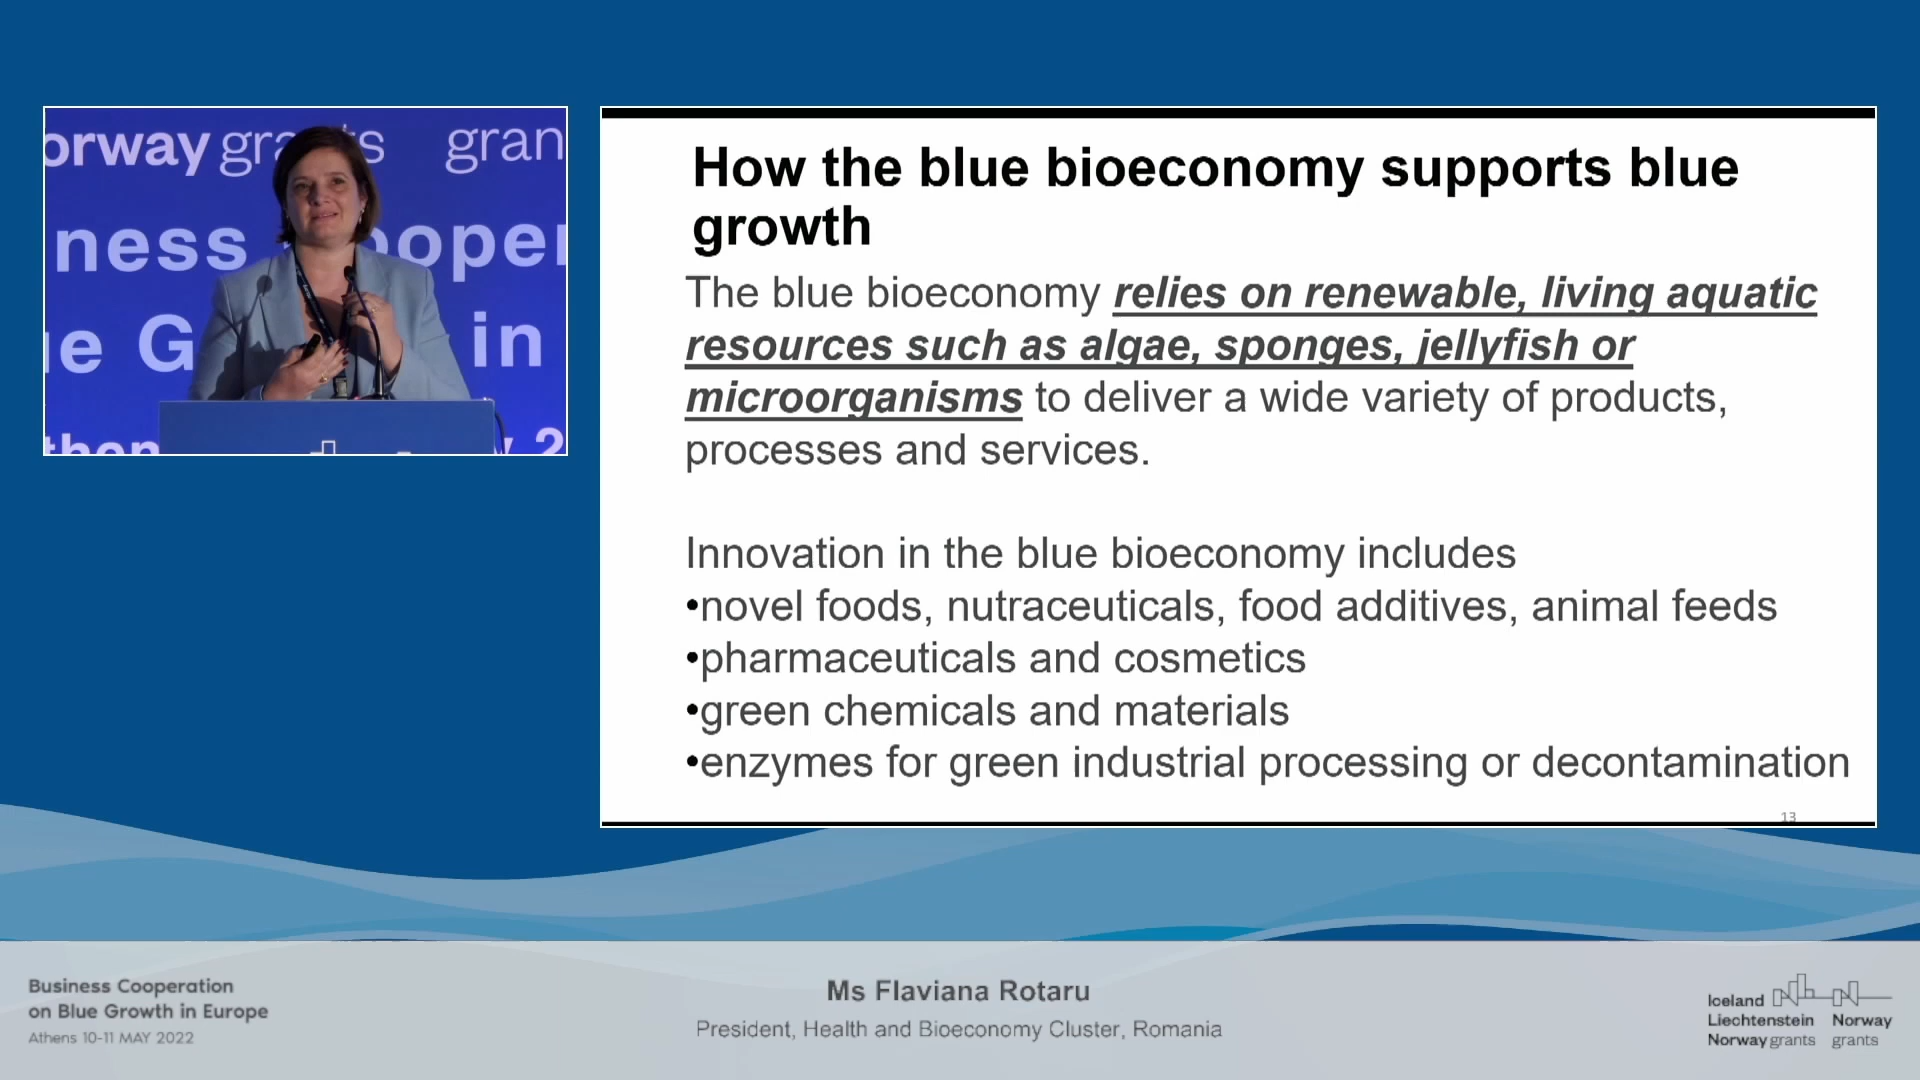 orway grants gran
ness Cooper
ue G in
then y 2
How the blue bioeconomy supports blue
growth
The blue bioeconomy relies on renewable, living aquatic
resources such as algae, sponges, jellyfish or
microorganisms to deliver a wide variety of products,
processes and services.
Innovation in the blue bioeconomy includes
•novel foods, nutraceuticals, food additives, animal feeds
•pharmaceuticals and cosmetics
•green chemicals and materials
•enzymes for green industrial processing or decontamination
13
Business Cooperation
on Blue Growth in Europe
Athens 10-11 MAY 2022
Ms Flaviana Rotaru
President, Health and Bioeconomy Cluster, Romania
Iceland
Liechtenstein
Norway grants
Norway
grants